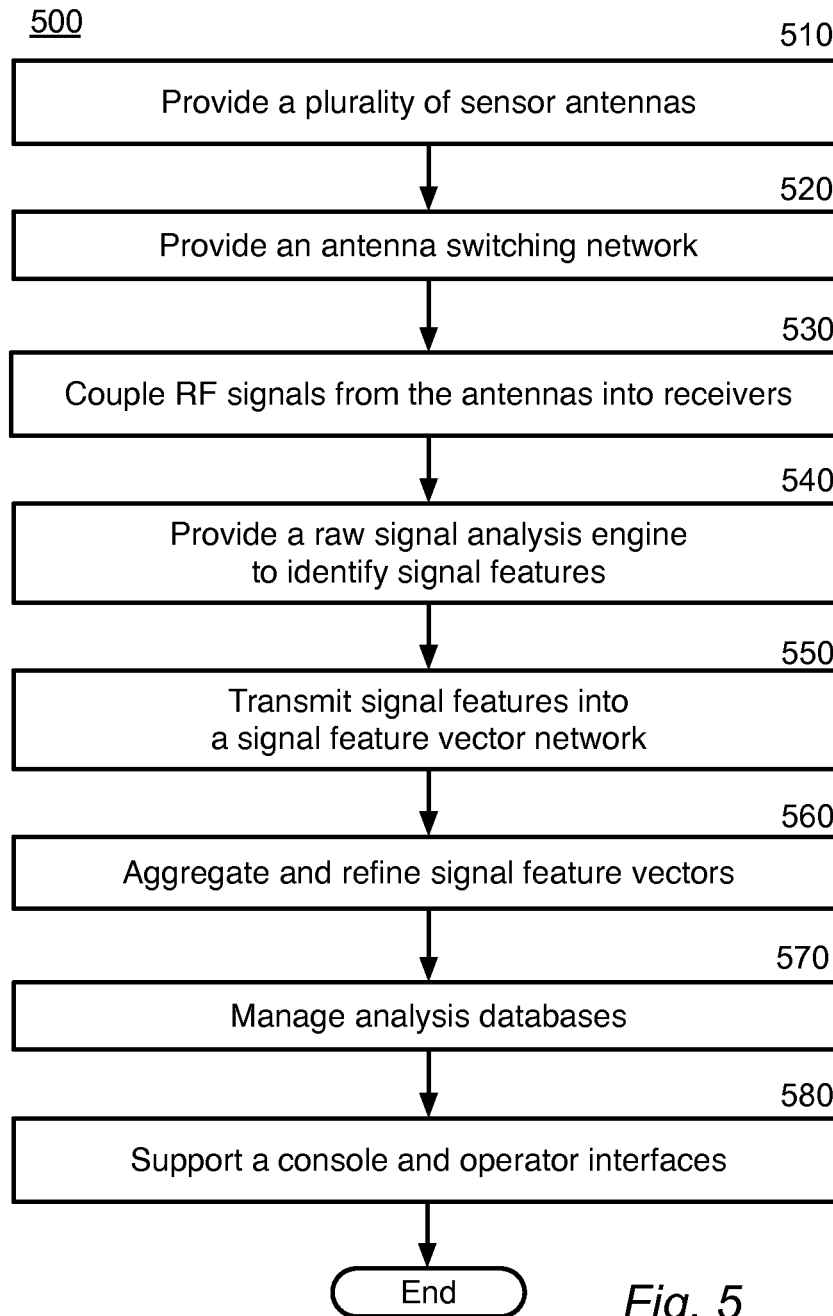 500
510
Provide a plurality of sensor antennas
520
Provide an antenna switching network
530
Couple RF signals from the antennas into receivers
540
Provide a raw signal analysis engine
to identify signal features
550
Transmit signal features into
a signal feature vector network
560
Aggregate and refine signal feature vectors
570
Manage analysis databases
580
Support a console and operator interfaces
End
Fig. 5